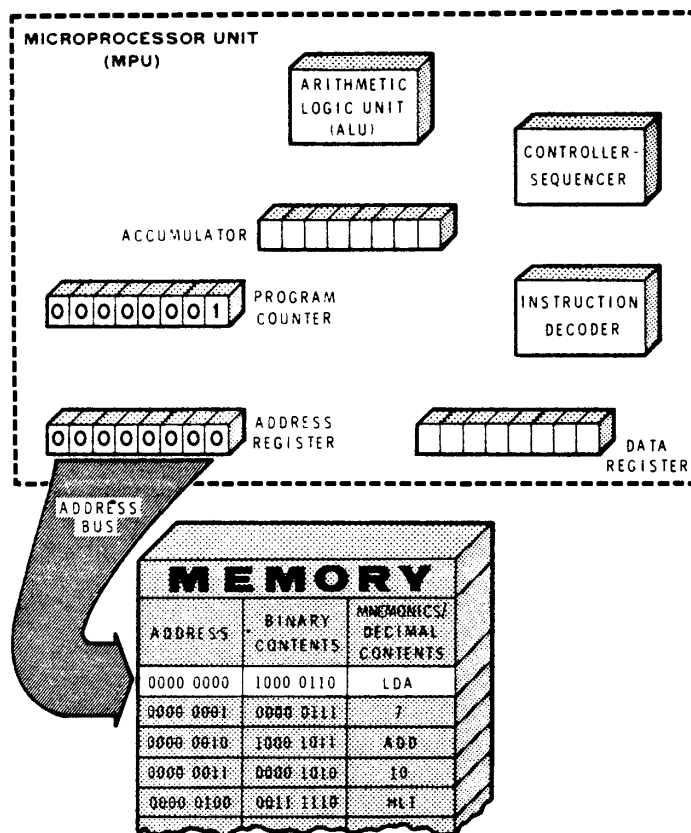 MICROPROCESSOR UNIT
(MPU)
ARITHMETIC
LOGIC UNIT
(ALU)
CONTROLLER-
SEQUENCER
ACCUMULATOR
0 0 0 0 0 0 0 1
PROGRAM
COUNTER
INSTRUCTION
DECODER
0 0 0 0 0 0 0 0
ADDRESS
REGISTER
DATA
REGISTER
ADDRESS
BUS
MEMORY
ADDRESS
BINARY
CONTENTS
MNEMONICS/
DECIMAL
CONTENTS
0000 0000 1000 0110 LDA
0000 0001 0000 0111 7
0000 0010 1000 1011 ADD
0000 0011 0000 1010 10
0000 0100 0011 1110 HLT